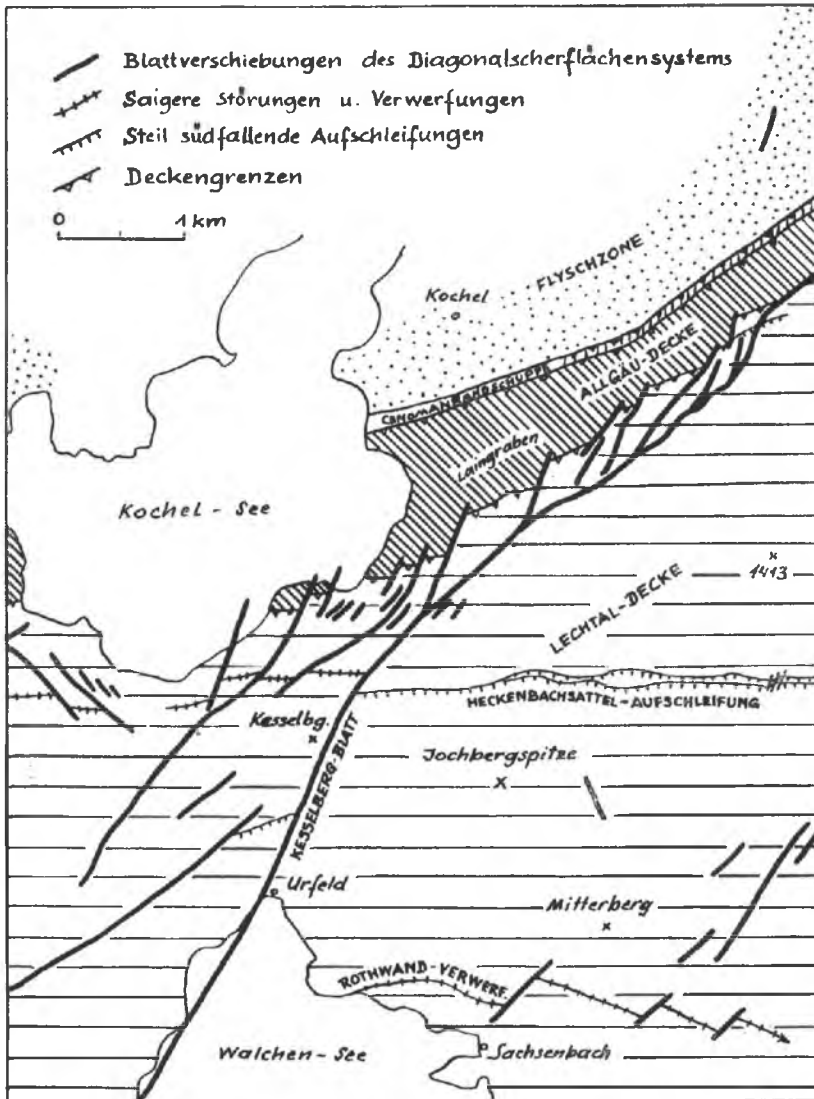 Blattverschiebungen des Diagonalscherflächensystems
Saigere Störungen u. Verwerfungen
Steil südfallende Aufschleifungen
Deckengrenzen
0 1 km
FLYSCHZONE
Kochel
CENOMANRANDSCHUPPE
ALLGÄU-DECKE
Laingraben
Kochel-See
1413
LECHTAL-DECKE
HECKENBACHSATTEL-AUFSCHLEIFUNG
Kesselbg.
Jochbergspitze
KESSELBERG-BLATT
Urfeld
Mitterberg
ROTHWAND-VERWERF.
Walchen-See
Sachsenbach